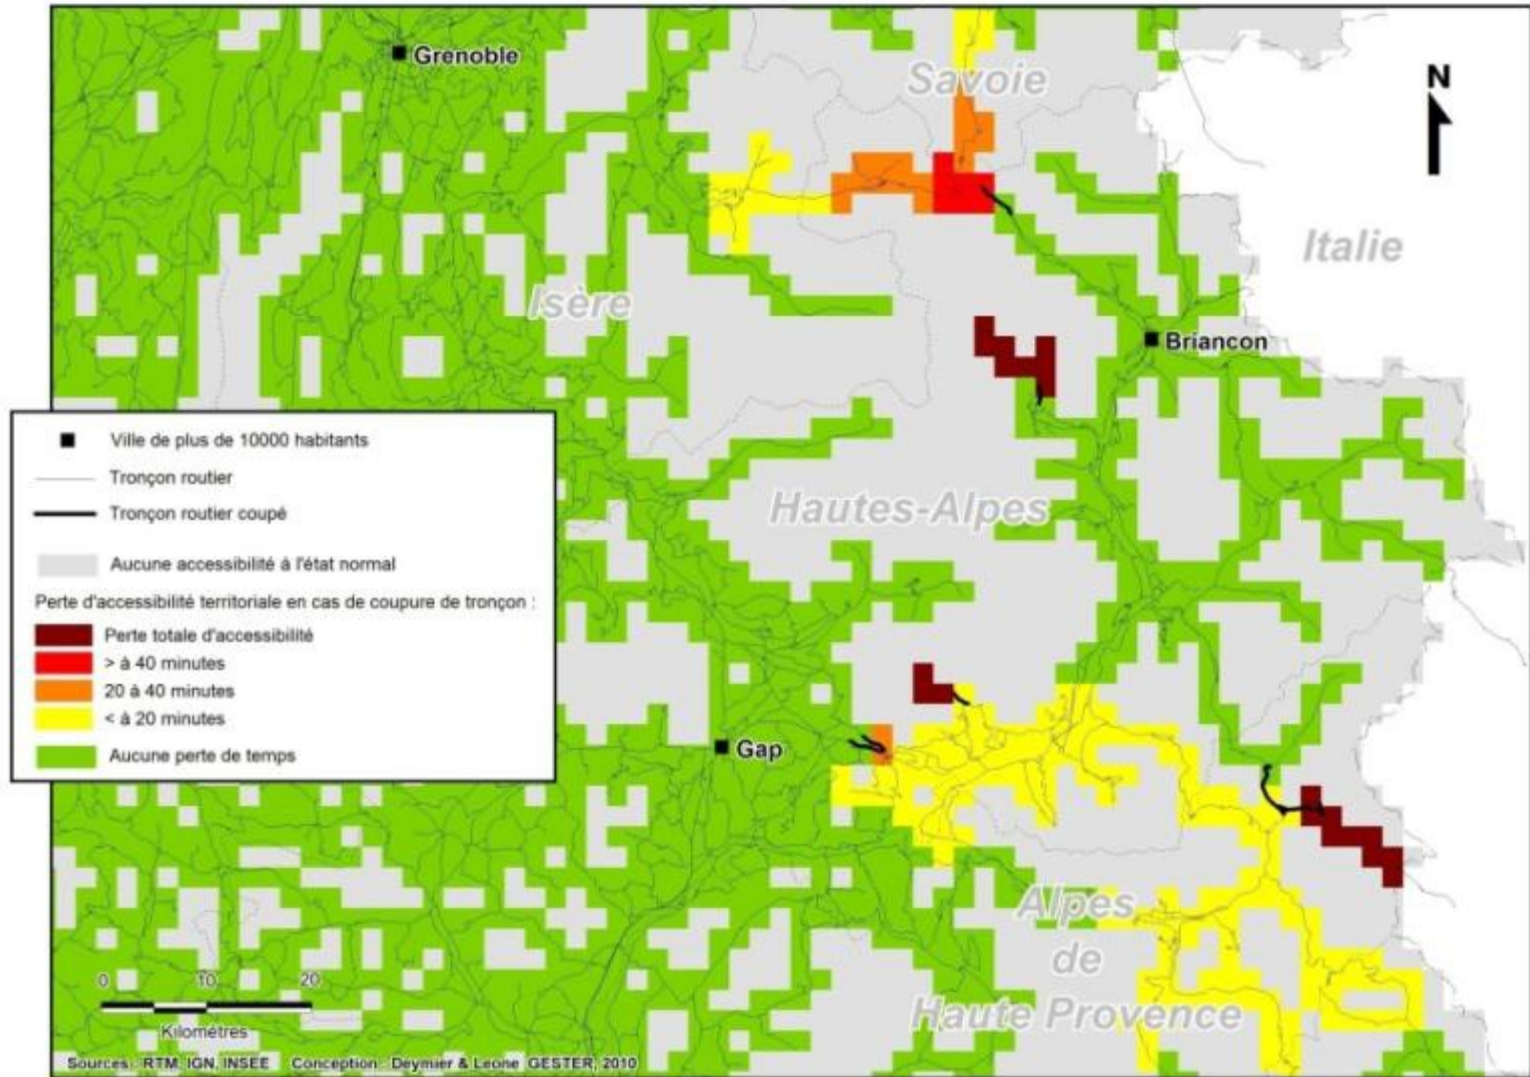 Grenoble
Savoie
N
Italie
Isère
Briancon
Ville de plus de 10000 habitants
Tronçon routier
Tronçon routier coupé
Hautes-Alpes
Aucune accessibilité à l'état normal
Perte d'accessibilité territoriale en cas de coupure de tronçon :
Perte totale d'accessibilité
> à 40 minutes
20 à 40 minutes
< à 20 minutes
Aucune perte de temps
Gap
Alpes
de
Haute Provence
0 10 20
Kilomètres
Sources : RTM, IGN, INSEE Conception : Deymier & Leone GESTER, 2010